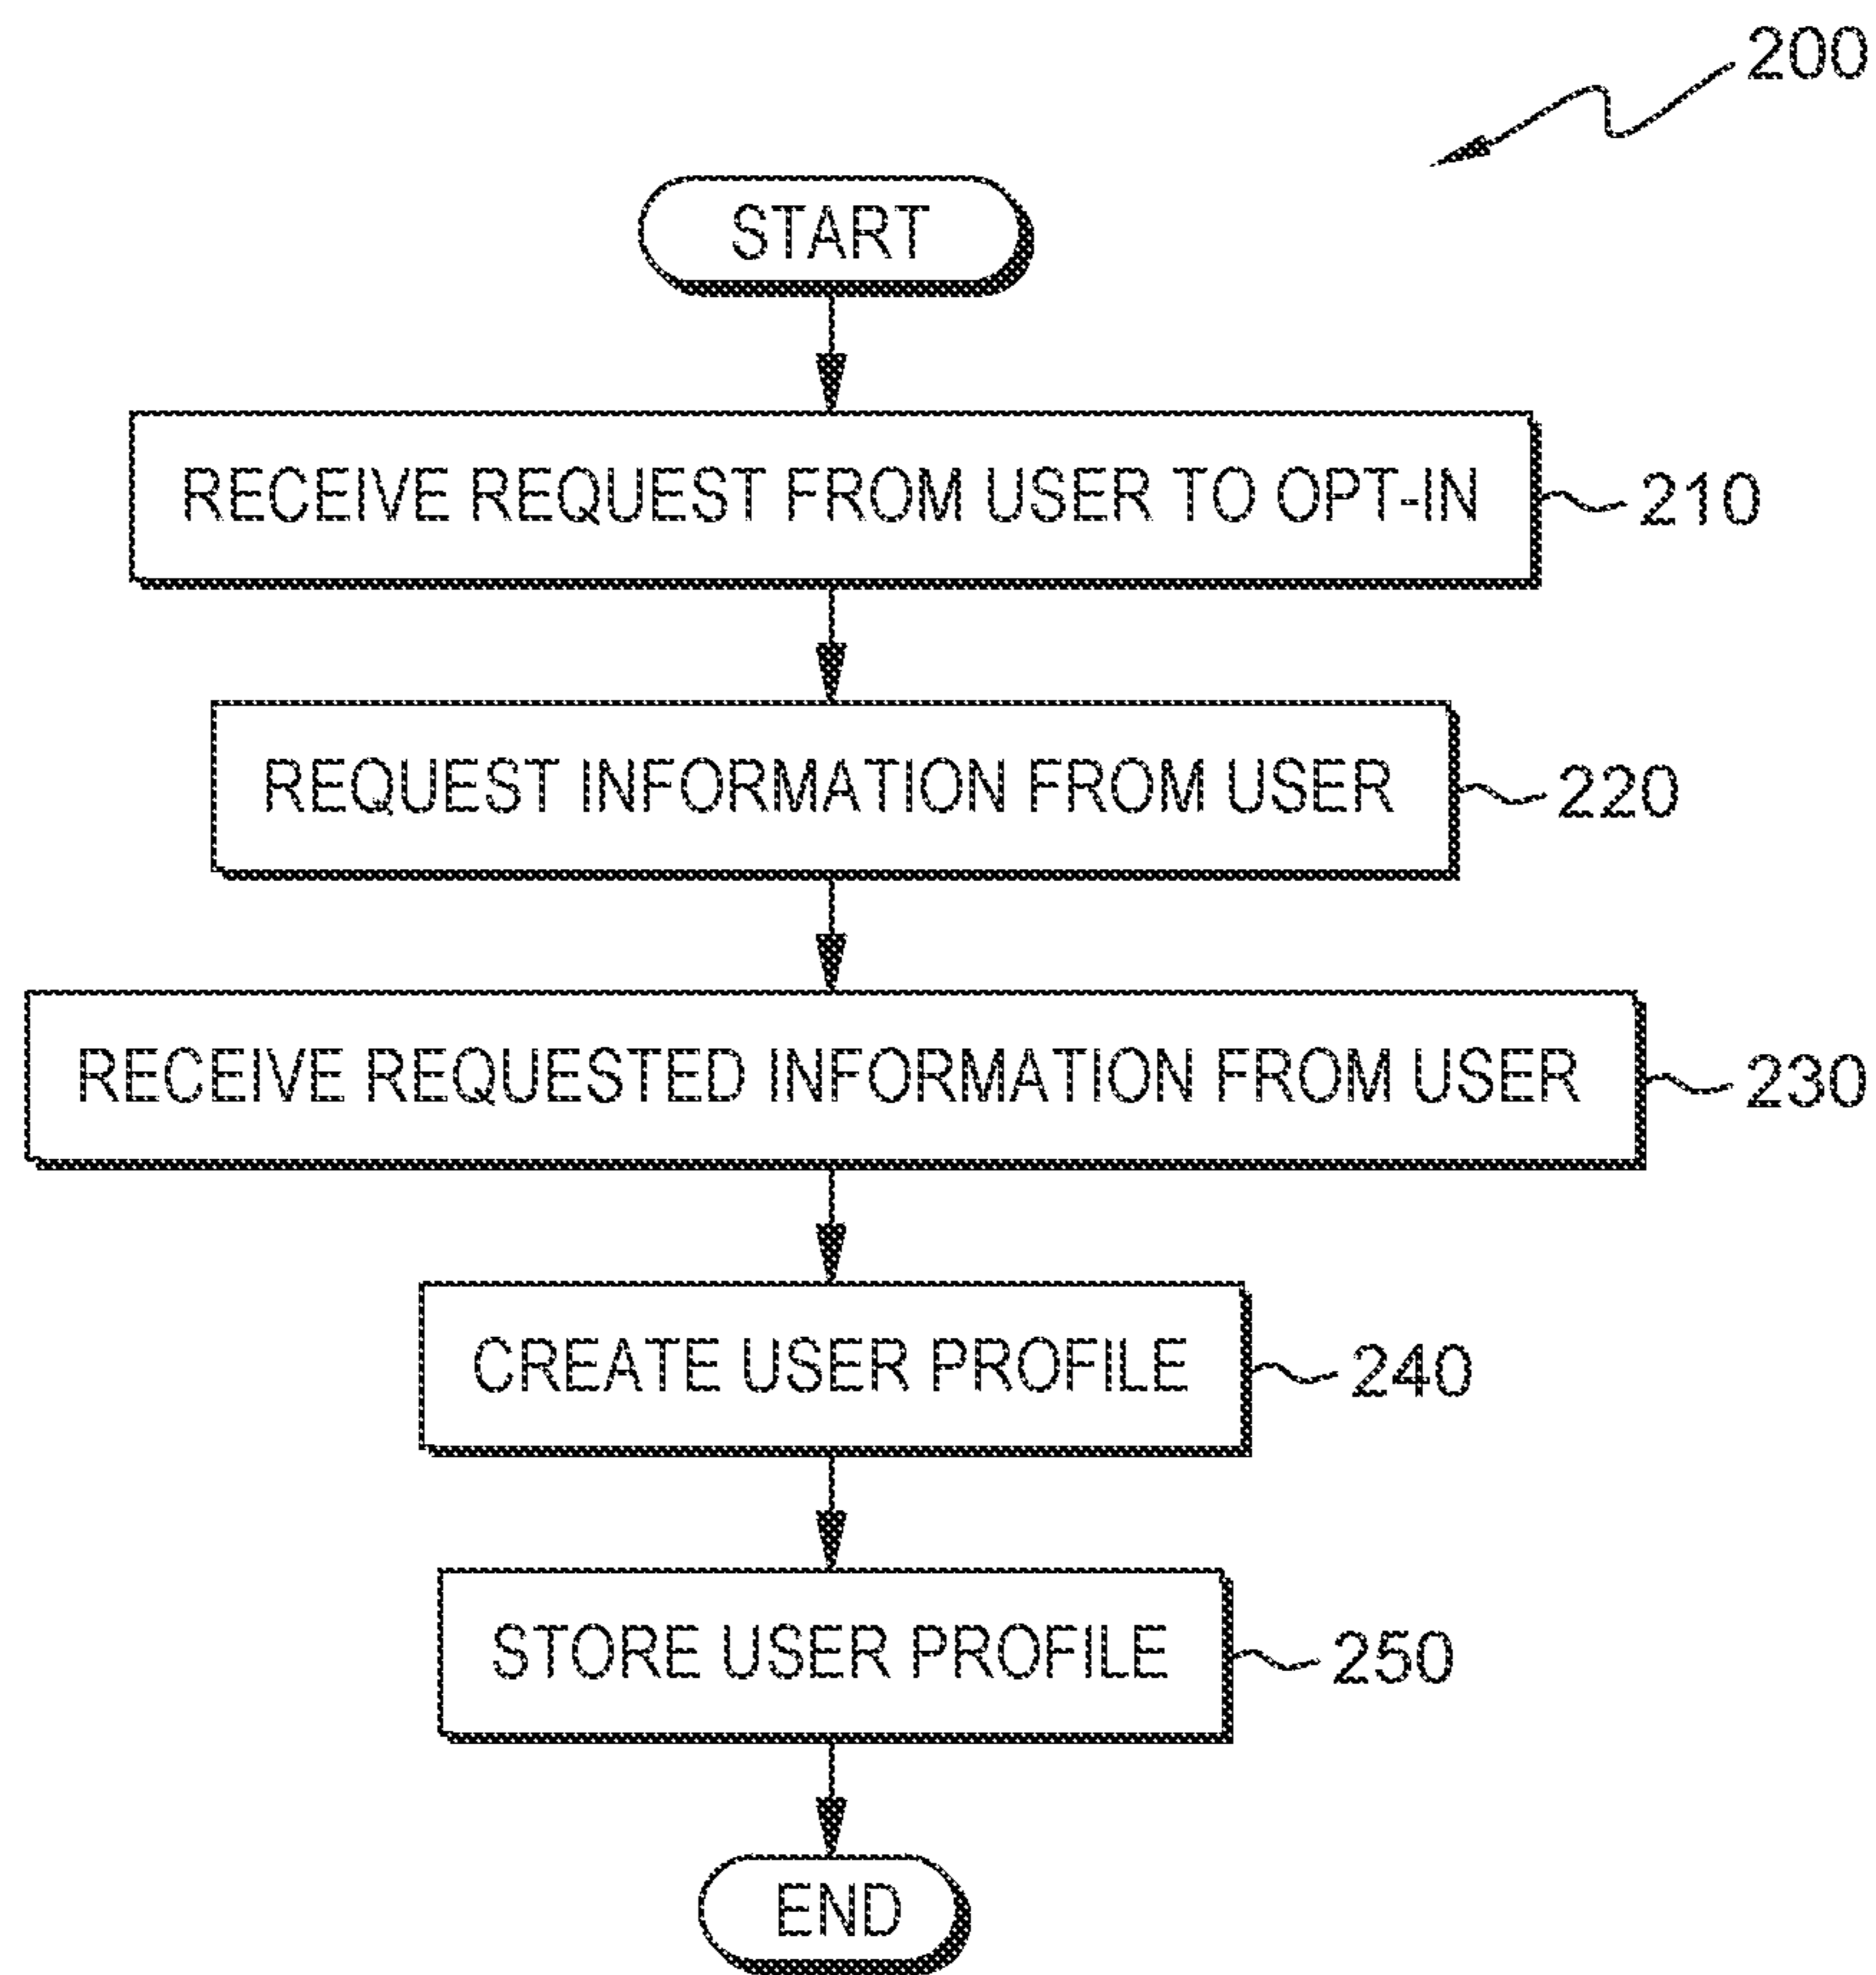 200
START
RECEIVE REQUEST FROM USER TO OPT-IN 210
REQUEST INFORMATION FROM USER 220
RECEIVE REQUESTED INFORMATION FROM USER 230
CREATE USER PROFILE 240
STORE USER PROFILE 250
END